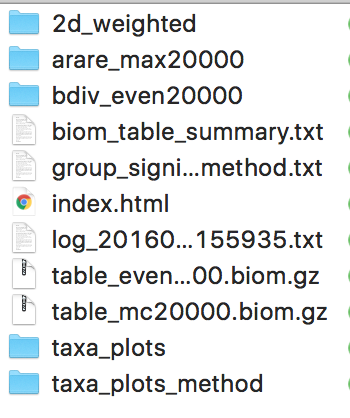 2d_weighted
arare_max20000
bdiv_even20000
biom_table_summary.txt
group_signi...method.txt
index.html
log_20160...155935.txt
table_even...00.biom.gz
table_mc20000.biom.gz
taxa_plots
taxa_plots_method